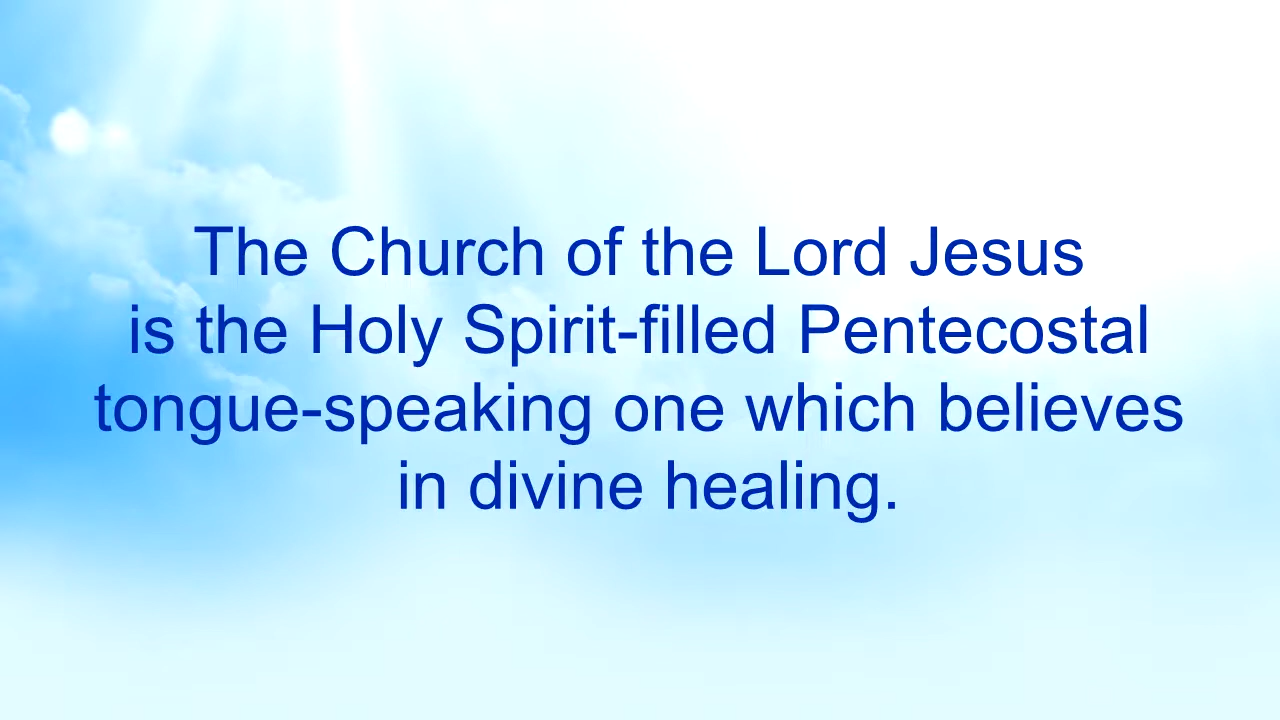 The Church of the Lord Jesus
is the Holy Spirit-filled Pentecostal
tongue-speaking one which believes
in divine healing.